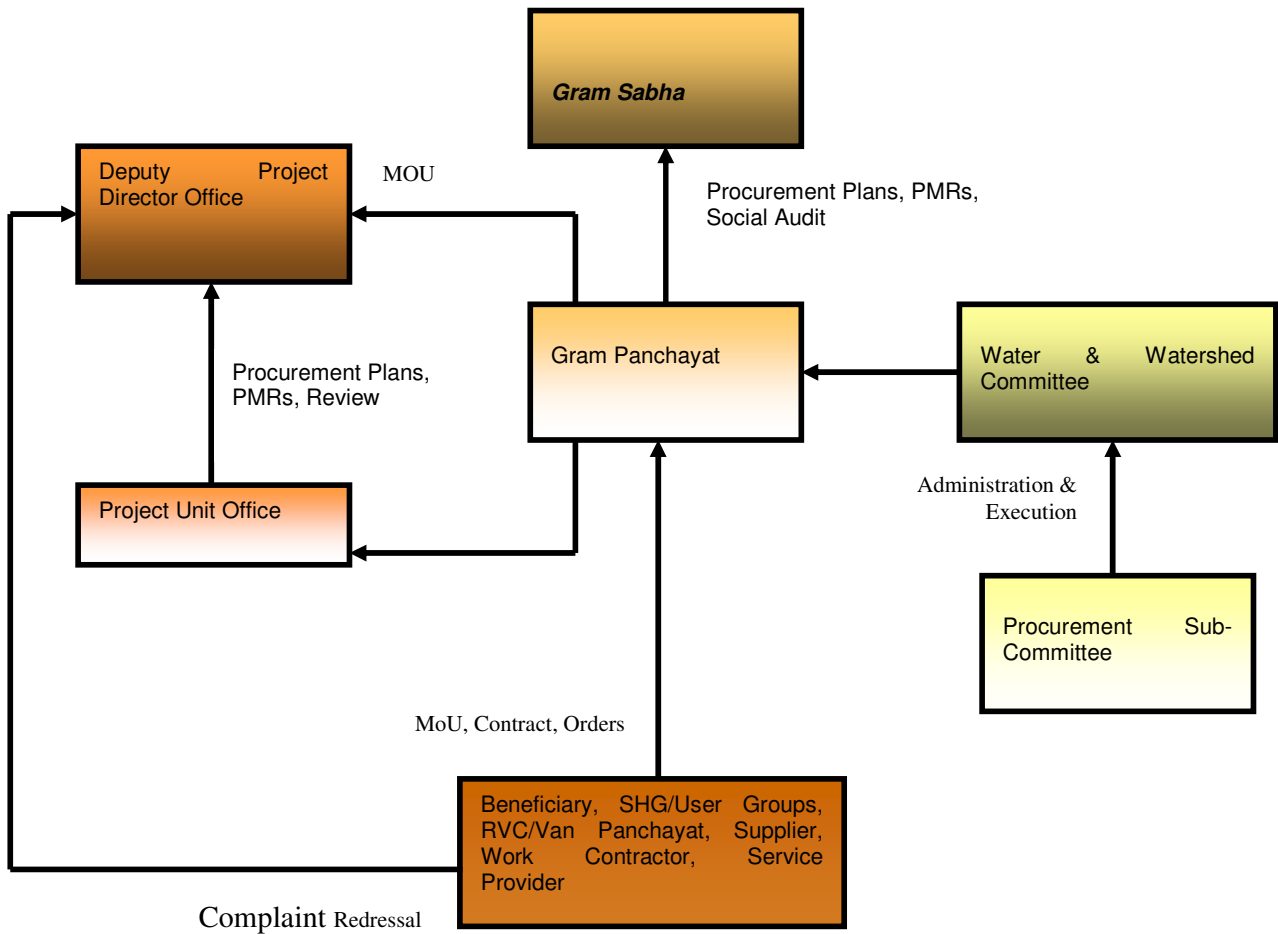 Gram Sabha
Deputy Project
Director Office
MOU
Procurement Plans, PMRs,
Social Audit
Gram Panchayat
Water & Watershed
Committee
Procurement Plans,
PMRs, Review
Project Unit Office
Administration &
Execution
Procurement Sub-
Committee
MoU, Contract, Orders
Beneficiary, SHG/User Groups,
RVC/Van Panchayat, Supplier,
Work Contractor, Service
Provider
Complaint Redressal